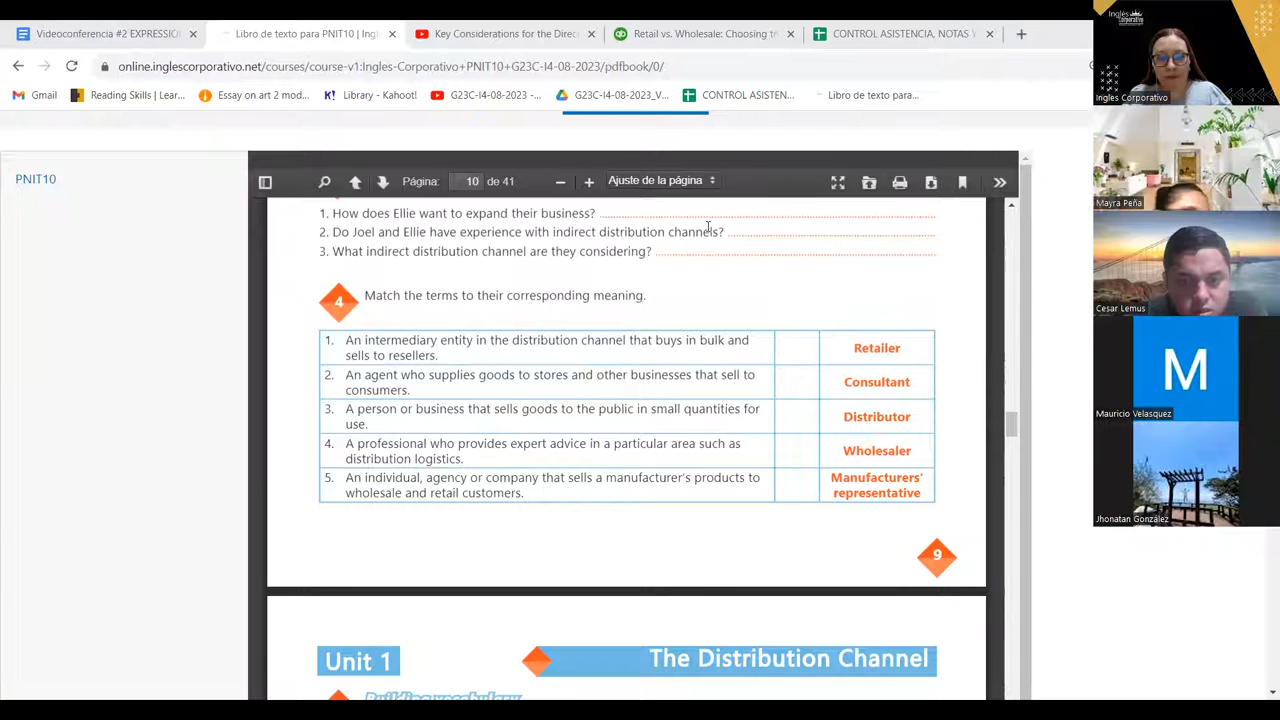 Videoconferencia #2 EXPRESSIO
Libro de texto para PNIT10 | Ingl
Key Considerations for the Direc
Retail vs. Wholesale: Choosing t
CONTROL ASISTENCIA, NOTAS Y
online.inglescorporativo.net/courses/course-v1:Ingles-Corporativo+PNIT10+G23C-I4-08-2023/pdfbook/0/
Gmail
Reading Skills | Lear...
Essay on art 2 mod...
Library - Kah
G23C-I4-08-2023 -...
G23C-I4-08-2023_V...
CONTROL ASISTEN...
Libro de texto para...
PNIT10
Página:
10 de 41
Ajuste de la página
1. How does Ellie want to expand their business?
2. Do Joel and Ellie have experience with indirect distribution channels?
3. What indirect distribution channel are they considering?
4
Match the terms to their corresponding meaning.
1. An intermediary entity in the distribution channel that buys in bulk and
sells to resellers.
Retailer
2. An agent who supplies goods to stores and other businesses that sell to
consumers.
Consultant
3. A person or business that sells goods to the public in small quantities for
use.
Distributor
4. A professional who provides expert advice in a particular area such as
distribution logistics.
Wholesaler
5. An individual, agency or company that sells a manufacturer's products to
wholesale and retail customers.
Manufacturers'
representative
9
Unit 1
The Distribution Channel
Building vocabulary
Inglés
Corporativo
Ingles Corporativo
Mayra Peña
Cesar Lemus
M
Mauricio Velasquez
Jhonatan González